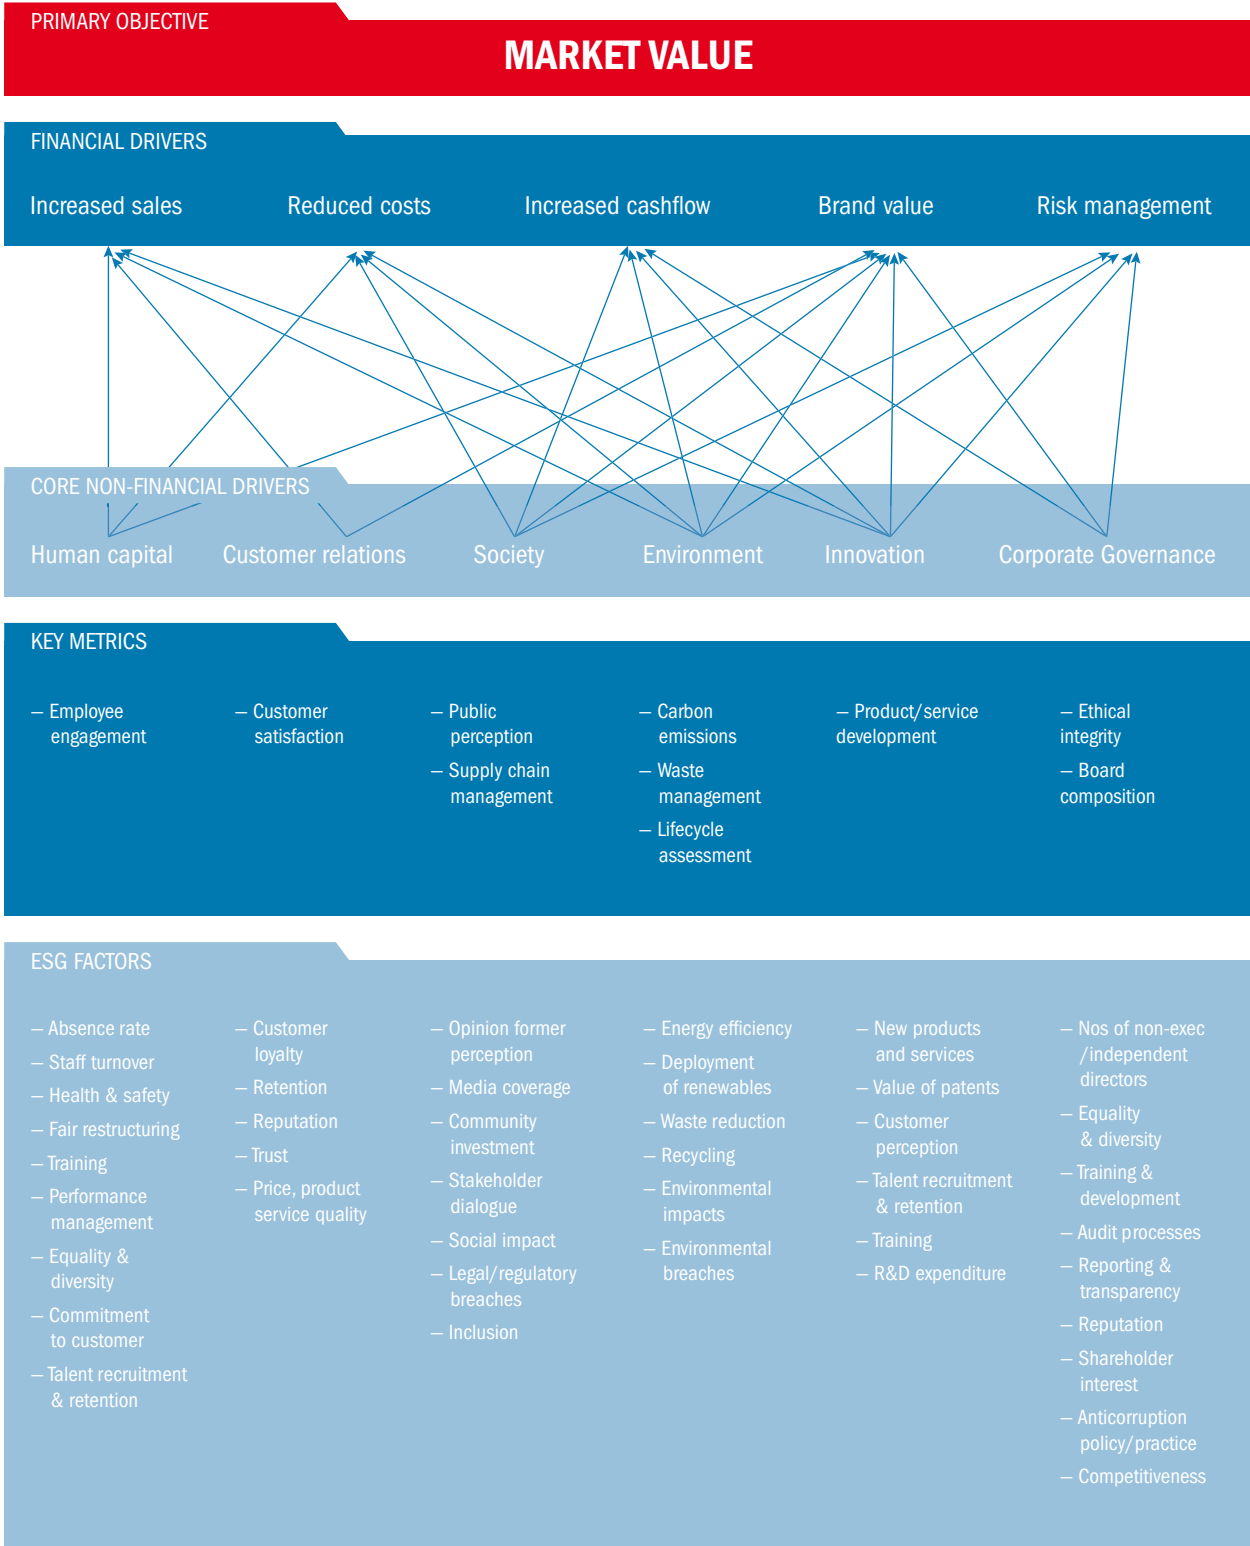 PRIMARY OBJECTIVE
MARKET VALUE
FINANCIAL DRIVERS
Increased sales
Reduced costs
Increased cashflow
Brand value
Risk management
CORE NON-FINANCIAL DRIVERS
Human capital
Customer relations
Society
Environment
Innovation
Corporate Governance
KEY METRICS
– Employee
engagement
– Customer
satisfaction
– Public
perception
– Supply chain
management
– Carbon
emissions
– Waste
management
– Lifecycle
assessment
– Product/service
development
– Ethical
integrity
– Board
composition
ESG FACTORS
– Absence rate
– Staff turnover
– Health & safety
– Fair restructuring
– Training
– Performance
management
– Equality &
diversity
– Commitment
to customer
– Talent recruitment
& retention
– Customer
loyalty
– Retention
– Reputation
– Trust
– Price, product
service quality
– Opinion former
perception
– Media coverage
– Community
investment
– Stakeholder
dialogue
– Social impact
– Legal/regulatory
breaches
– Inclusion
– Energy efficiency
– Deployment
of renewables
– Waste reduction
– Recycling
– Environmental
impacts
– Environmental
breaches
– New products
and services
– Value of patents
– Customer
perception
– Talent recruitment
& retention
– Training
– R&D expenditure
– Nos of non-exec
/independent
directors
– Equality
& diversity
– Training &
development
– Audit processes
– Reporting &
transparency
– Reputation
– Shareholder
interest
– Anticorruption
policy/practice
– Competitiveness